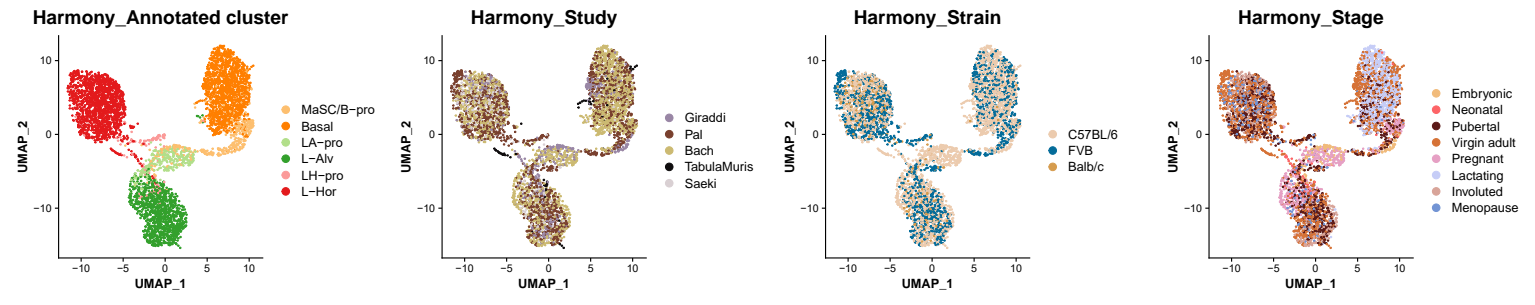 Harmony_Annotated cluster
10
0
−10
UMAP_2
−10
−5
0
5
10
UMAP_1
MaSC/B−pro
Basal
LA−pro
L−Alv
LH−pro
L−Hor
Harmony_Study
10
0
−10
UMAP_2
−10
−5
0
5
10
UMAP_1
Giraddi
Pal
Bach
TabulaMuris
Saeki
Harmony_Strain
10
0
−10
UMAP_2
−10
−5
0
5
10
UMAP_1
C57BL/6
FVB
Balb/c
Harmony_Stage
10
0
−10
UMAP_2
−10
−5
0
5
10
UMAP_1
Embryonic
Neonatal
Pubertal
Virgin adult
Pregnant
Lactating
Involuted
Menopause